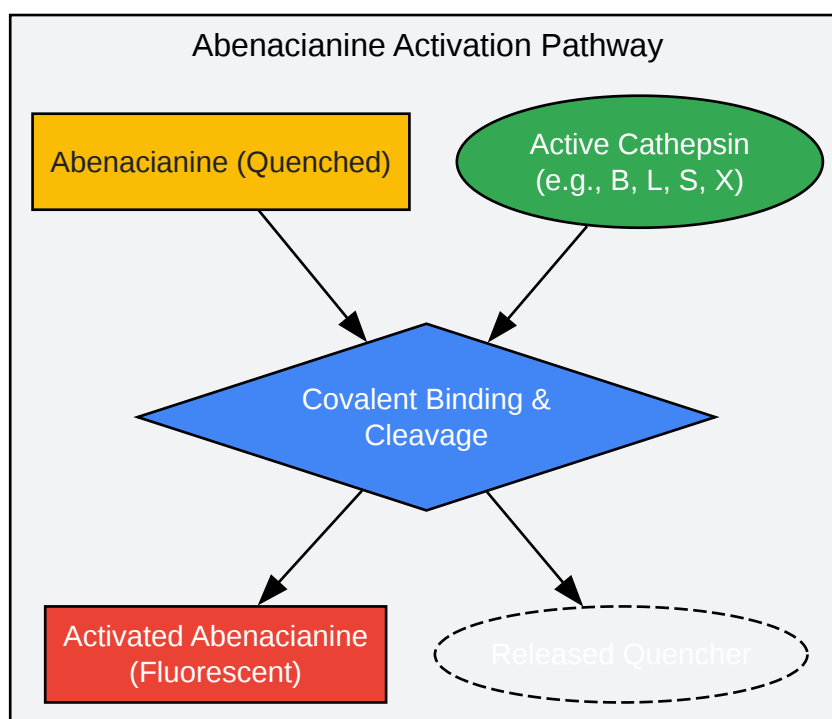 Abenacianine Activation Pathway
Abenacianine (Quenched)
Active Cathepsin
(e.g., B, L, S, X)
Covalent Binding &
Cleavage
Activated Abenacianine
(Fluorescent)
Released Quencher